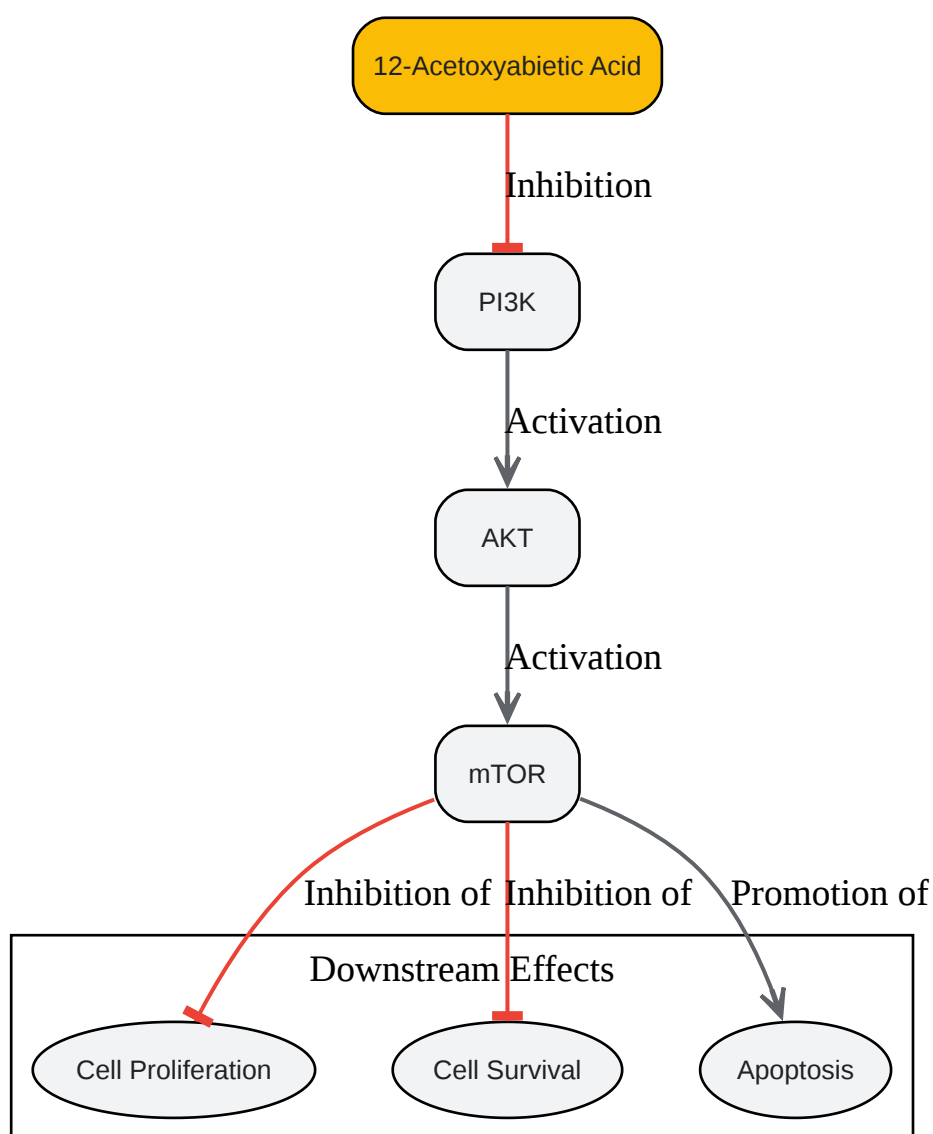 12-Acetoxyabietic Acid
Inhibition
PI3K
Activation
AKT
Activation
mTOR
Inhibition of
Inhibition of
Promotion of
Downstream Effects
Cell Proliferation
Cell Survival
Apoptosis